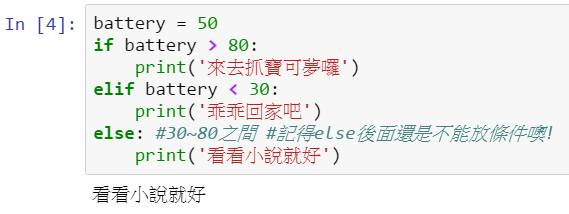 In [4]: battery = 50
if battery > 80:
    print('來去抓寶可夢囉')
elif battery < 30:
    print('乖乖回家吧')
else: #30~80之間 #記得else後面還是不能放條件噢!
    print('看看小說就好')
看看小說就好